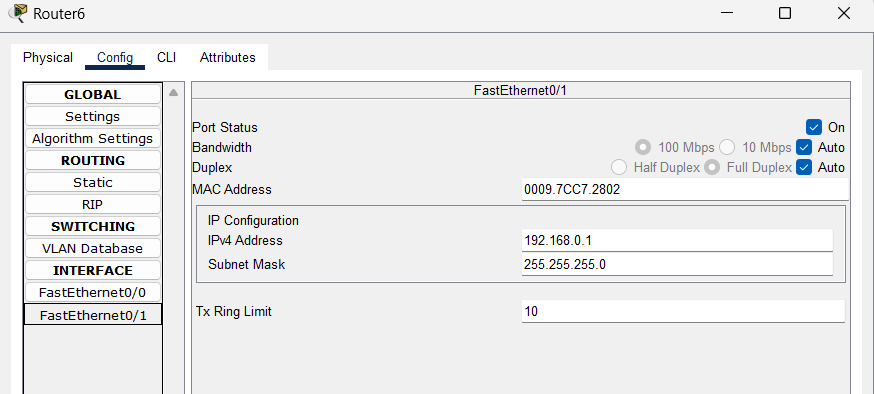 Router6
Physical Config CLI Attributes
GLOBAL
Settings
Algorithm Settings
ROUTING
Static
RIP
SWITCHING
VLAN Database
INTERFACE
FastEthernet0/0
FastEthernet0/1
FastEthernet0/1
Port Status On
Bandwidth 100 Mbps 10 Mbps Auto
Duplex Half Duplex Full Duplex Auto
MAC Address 0009.7CC7.2802
IP Configuration
IPv4 Address 192.168.0.1
Subnet Mask 255.255.255.0
Tx Ring Limit 10